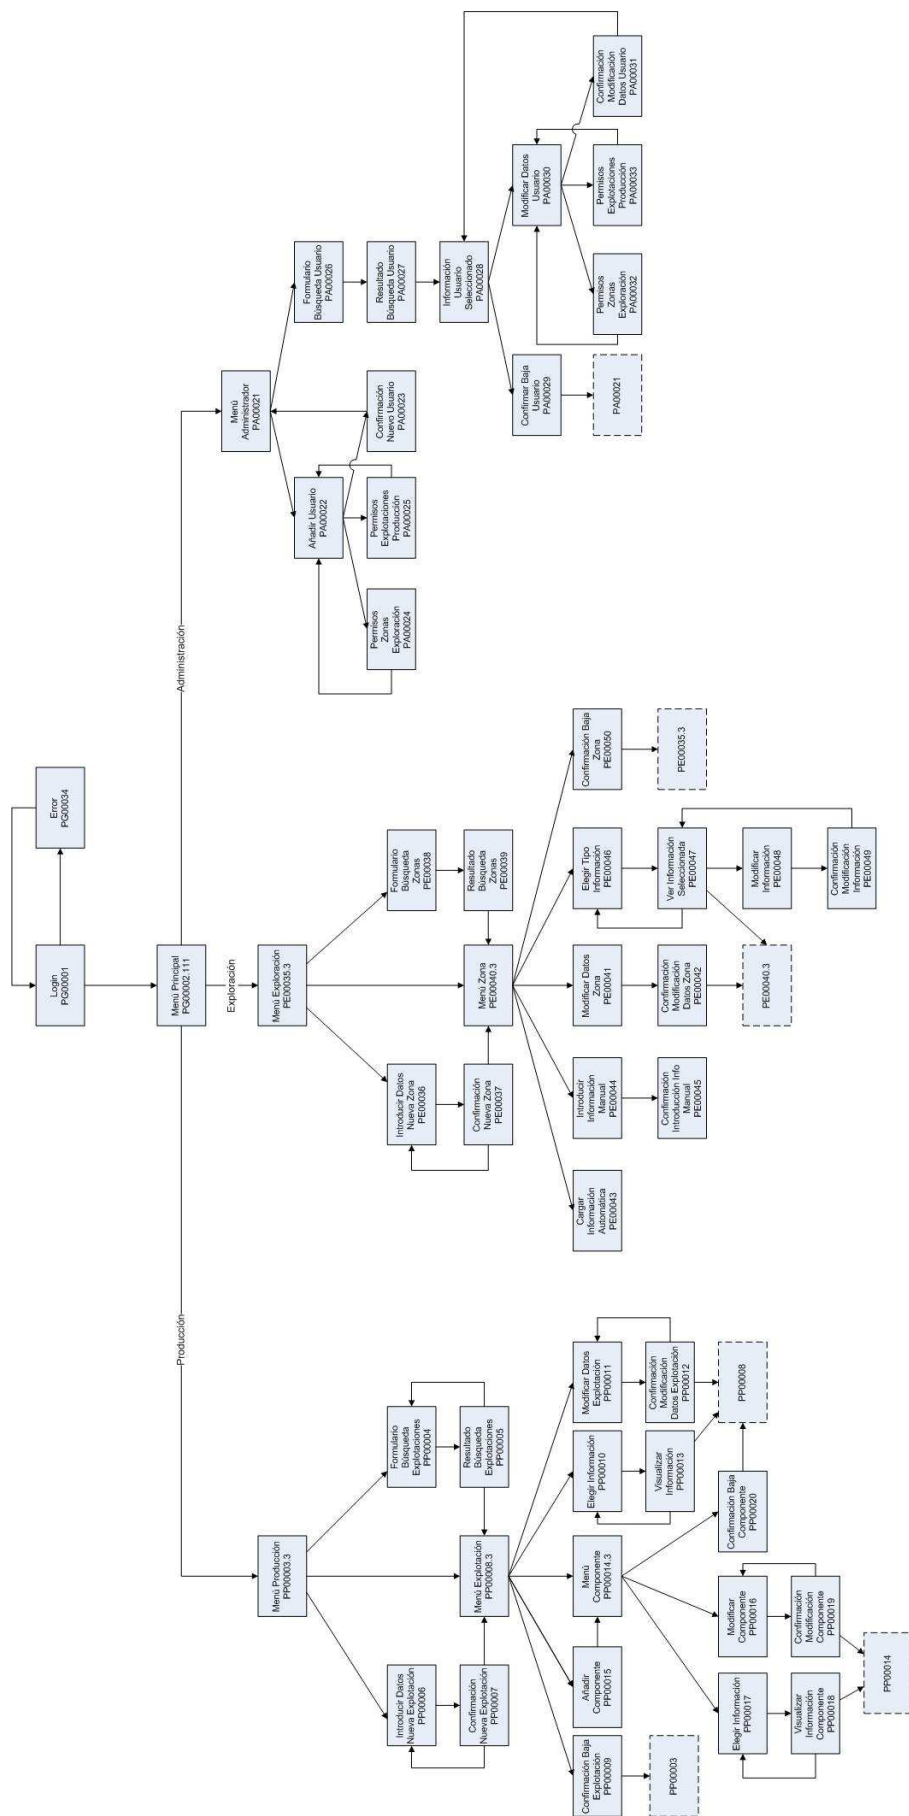 Error
PG00034
Login
PG00001
Menú Principal
PG00002.111
Producción
Exploración
Administración
Menú Producción
PP00003.3
Introducir Datos
Nueva Explotación
PP00006
Confirmación
Nueva Explotación
PP00007
Formulario
Búsqueda
Explotaciones
PP00004
Resultado
Búsqueda
Explotaciones
PP00005
Menú Explotación
PP00008.3
Confirmación Baja
Explotación
PP00009
PP00003
Añadir
Componente
PP00015
Menú
Componente
PP00014.3
Elegir Información
PP00010
Visualizar
Información
PP00013
Modificar Datos
Explotación
PP00011
Confirmación
Modificación
Datos Explotación
PP00012
PP00008
Elegir Información
PP00017
Visualizar
Información
Componente
PP00018
Modificar
Componente
PP00016
Confirmación
Modificación
Componente
PP00019
PP00014
Confirmación Baja
Componente
PP00020
Menú Exploración
PE00035.3
Introducir Datos
Nueva Zona
PE00036
Confirmación
Nueva Zona
PE00037
Formulario
Búsqueda
Zonas
PE00038
Resultado
Búsqueda
Zonas
PE00039
Menú Zona
PE00040.3
Cargar
Información
Automática
PE00043
Introducir
Información
Manual
PE00044
Confirmación
Introducción Info
Manual
PE00045
Modificar Datos
Zona
PE00041
Confirmación
Modificación
Datos Zona
PE00042
PE00040.3
Elegir Tipo
Información
PE00046
Ver Información
Seleccionada
PE00047
Modificar
Información
PE00048
Confirmación
Modificación
Información
PE00049
Confirmación Baja
Zona
PE00050
PE00035.3
Menú
Administrador
PA00021
Añadir Usuario
PA00022
Permisos
Zonas
Exploración
PA00024
Permisos
Explotaciones
Producción
PA00025
Confirmación
Nuevo Usuario
PA00023
Formulario
Búsqueda Usuario
PA00026
Resultado
Búsqueda Usuario
PA00027
Información
Usuario
Seleccionado
PA00028
Confirmar Baja
Usuario
PA00029
PA00021
Modificar Datos
Usuario
PA00030
Permisos
Zonas
Exploración
PA00032
Permisos
Explotaciones
Producción
PA00033
Confirmación
Modificación
Datos Usuario
PA00031